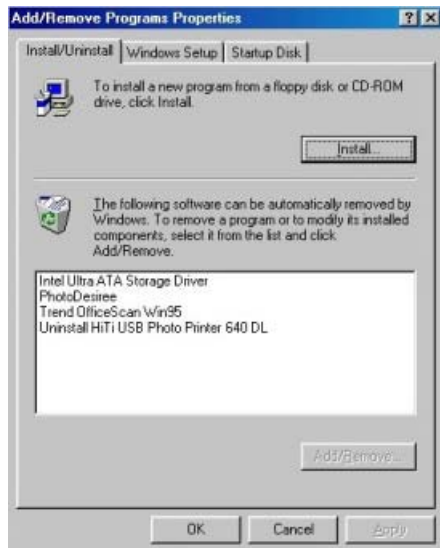 Add/Remove Programs Properties
Install/Uninstall Windows Setup Startup Disk
To install a new program from a floppy disk or CD-ROM
drive, click Install.
Install...
The following software can be automatically removed by
Windows. To remove a program or to modify its installed
components, select it from the list and click
Add/Remove.
Intel Ultra ATA Storage Driver
PhotoDesiree
Trend OfficeScan Win95
Uninstall HiTi USB Photo Printer 640 DL
Add/Remove...
OK Cancel Apply